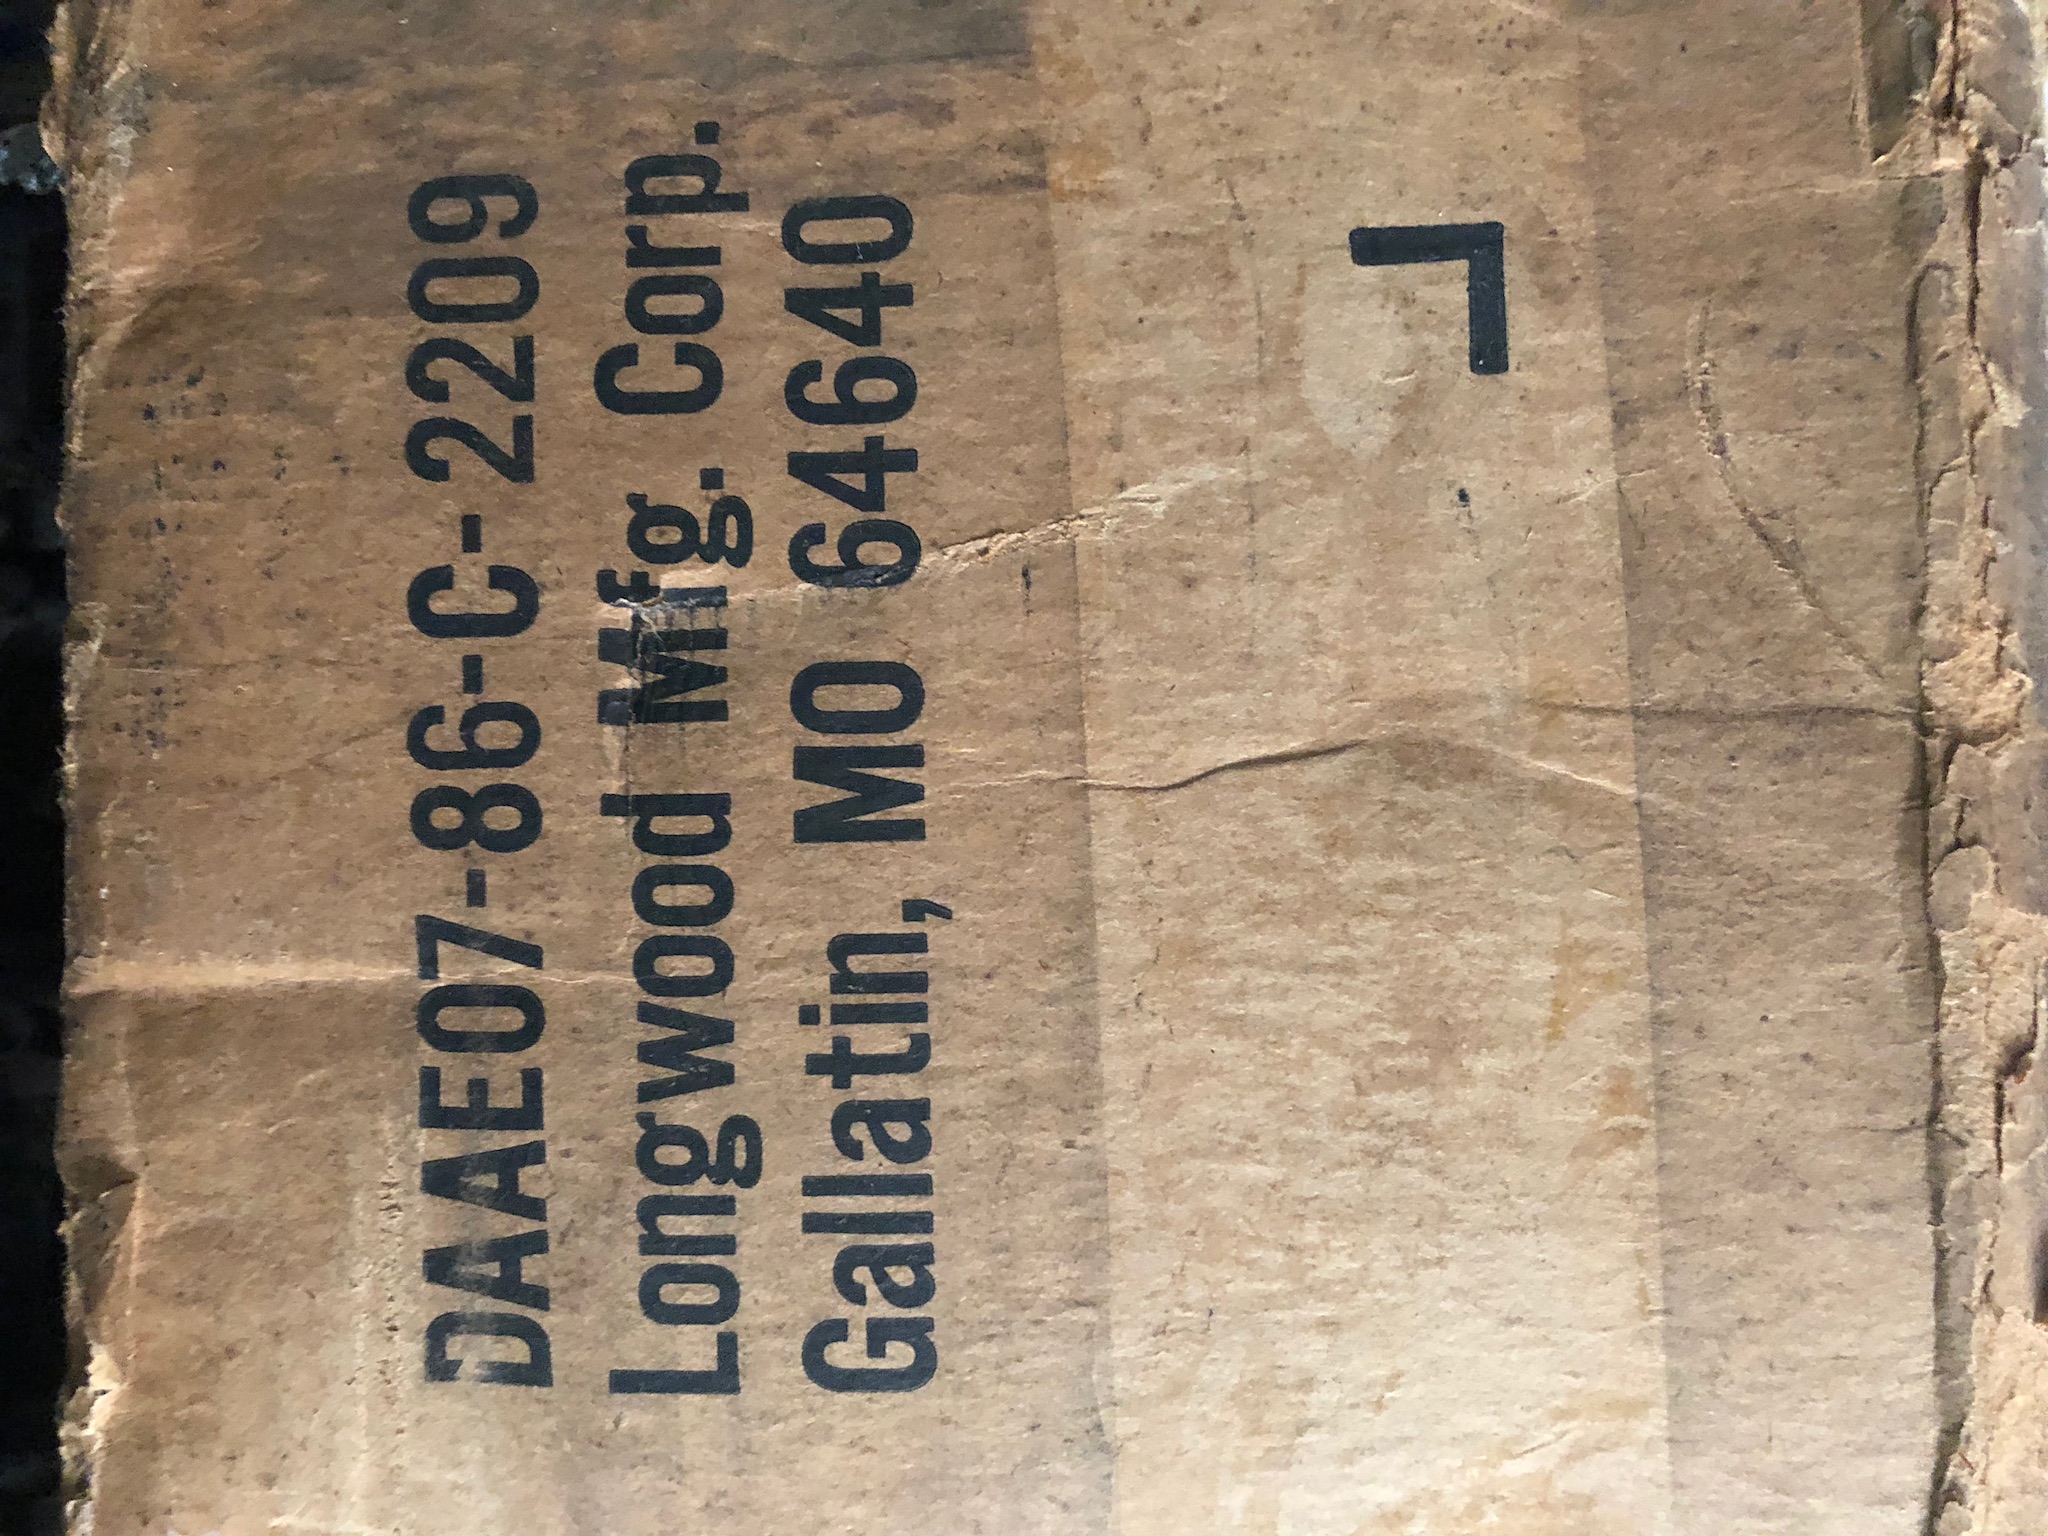 DAAE07-86-C-2209
Longwood Mfg. Corp.
Gallatin, MO 64640